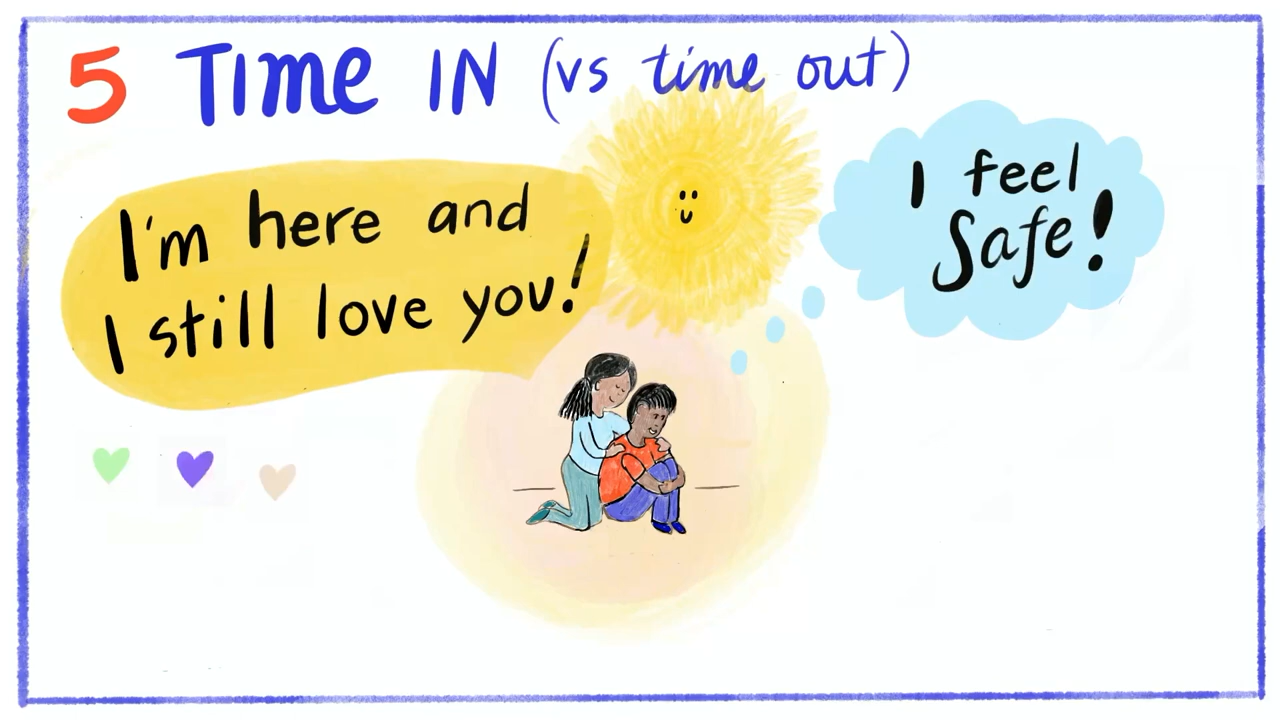 5 Time IN (vs time out)
I'm here and
I still love you!
I feel
Safe!